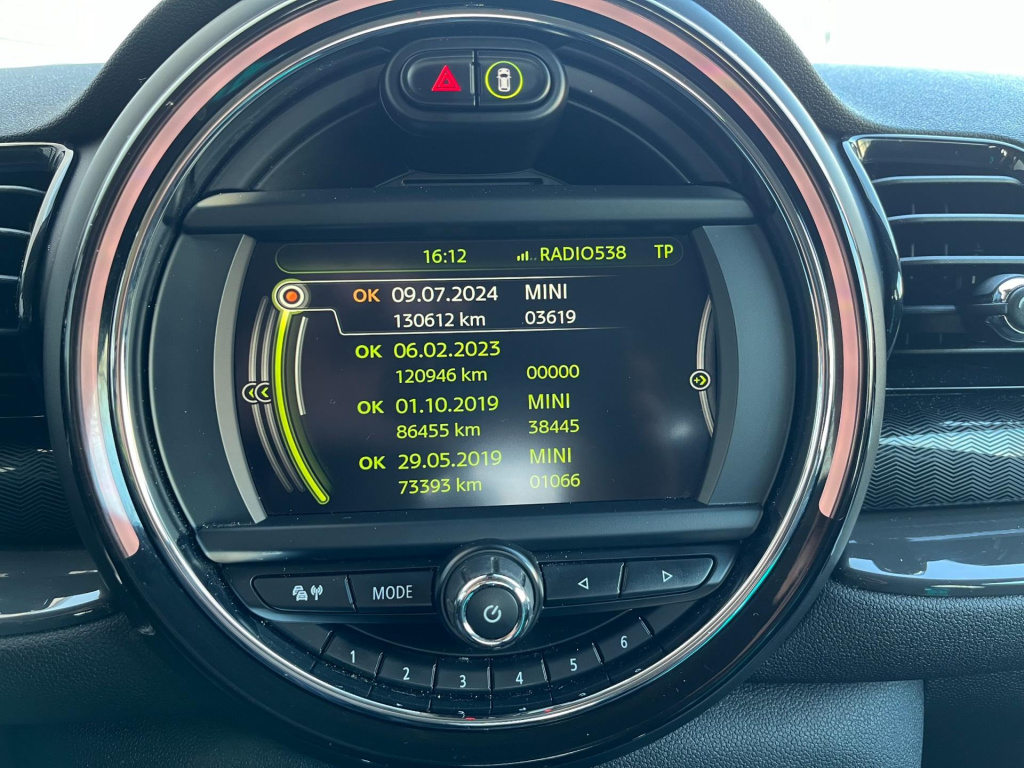 16:12 RADIO538 TP
OK 09.07.2024 MINI
130612 km 03619
OK 06.02.2023
120946 km 00000
OK 01.10.2019 MINI
86455 km 38445
OK 29.05.2019 MINI
73393 km 01066
MODE
1 2 3 4 5 6